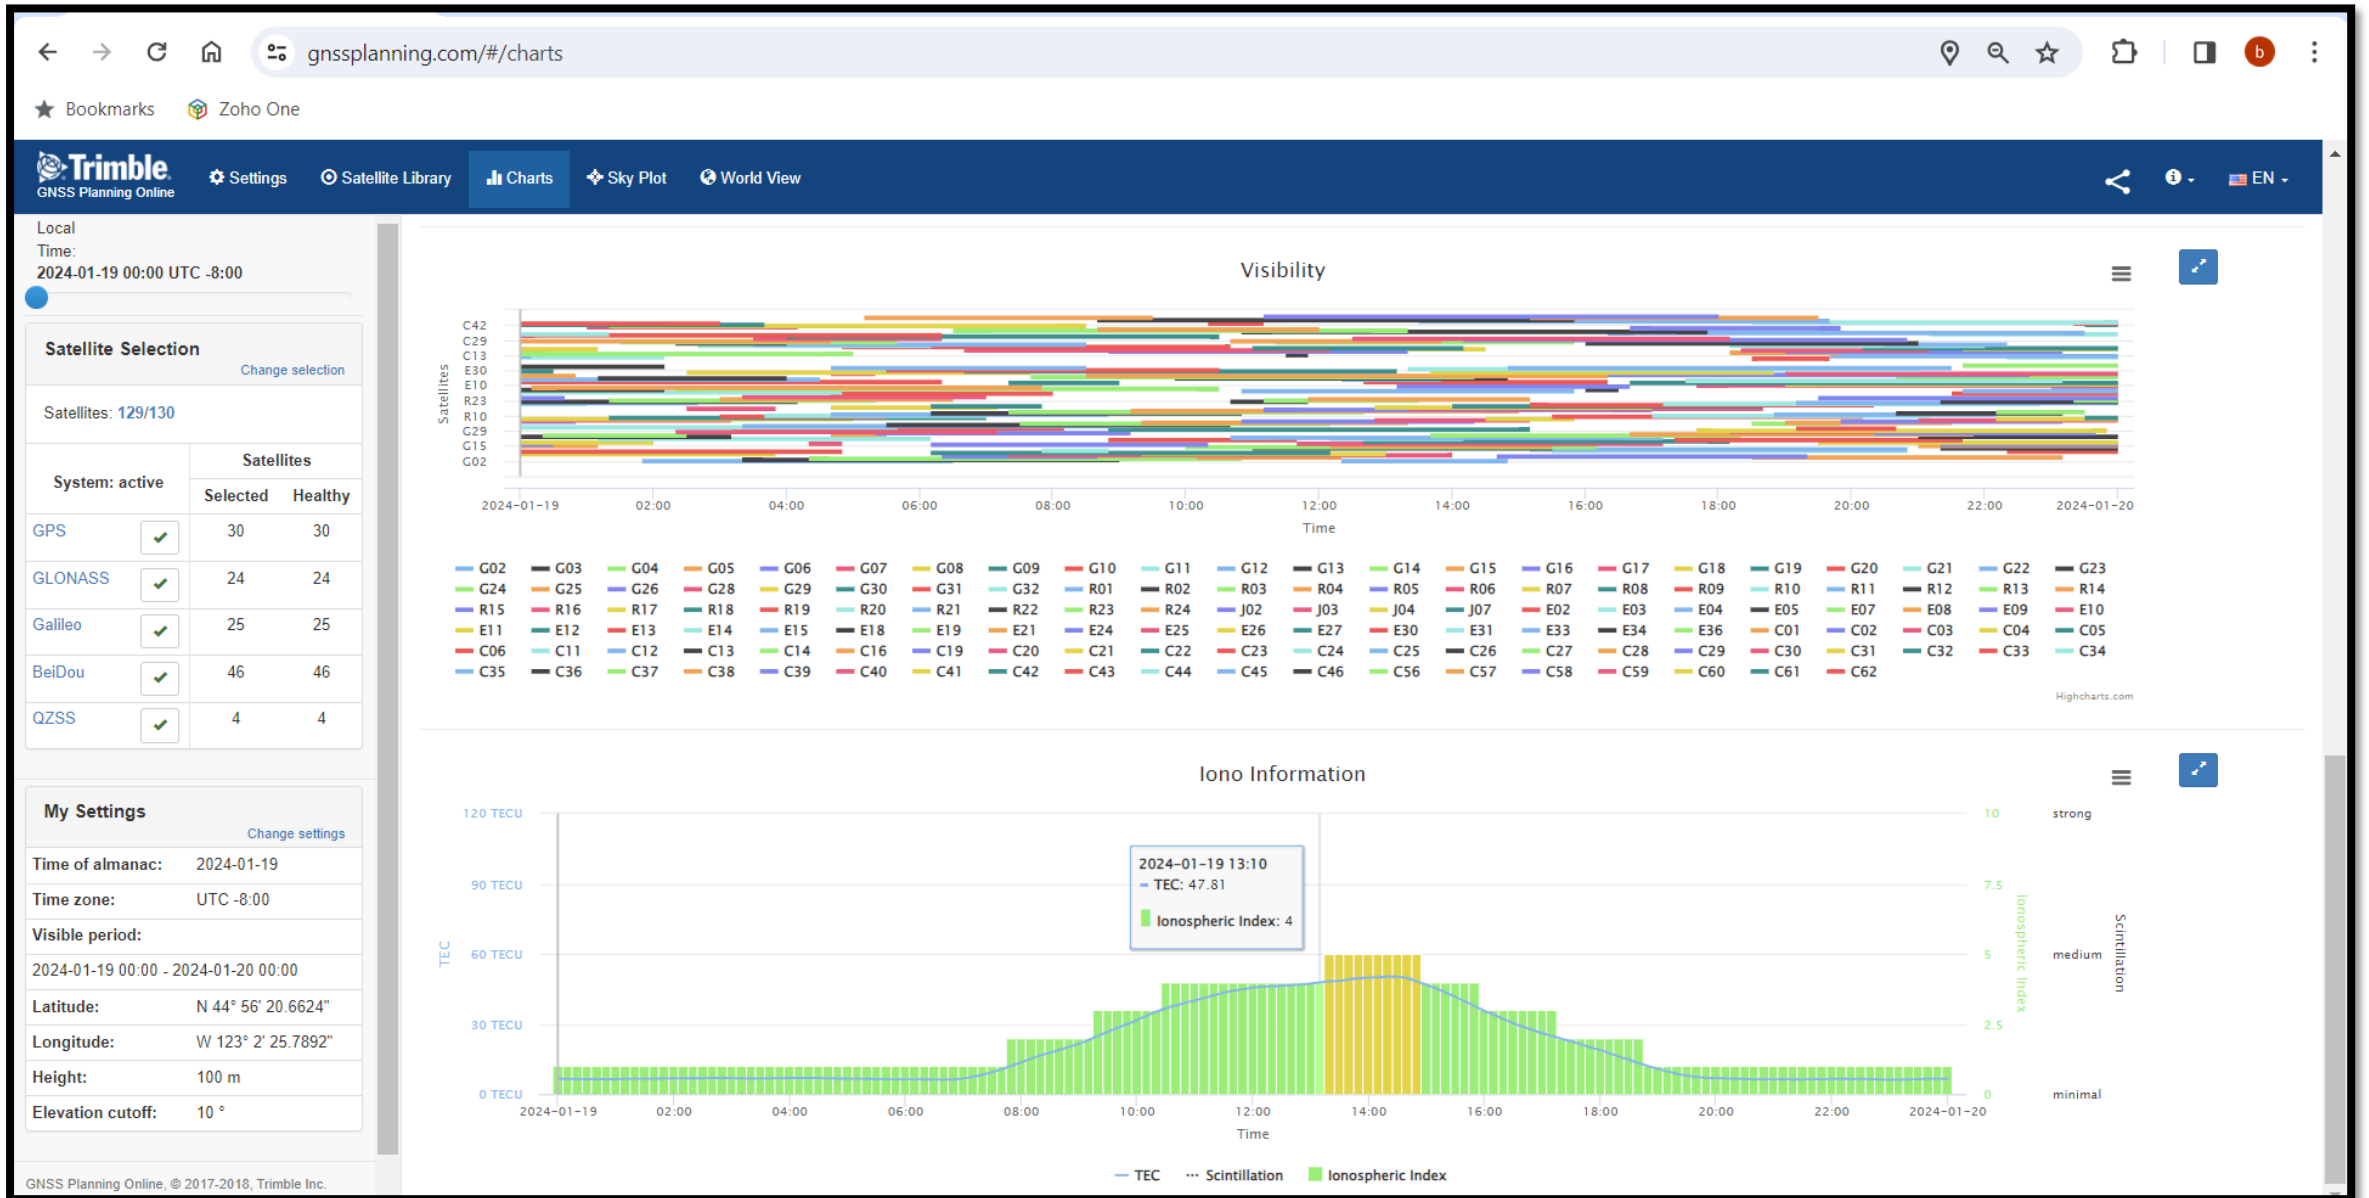 gnssplanning.com/#/charts
b
Bookmarks Zoho One
Trimble.
GNSS Planning Online
Settings Satellite Library Charts Sky Plot World View EN
Local
Time:
2024-01-19 00:00 UTC -8:00
Satellite Selection
Change selection
Satellites: 129/130
System: active Satellites
Selected Healthy
GPS 30 30
GLONASS 24 24
Galileo 25 25
BeiDou 46 46
QZSS 4 4
My Settings
Change settings
Time of almanac: 2024-01-19
Time zone: UTC -8:00
Visible period:
2024-01-19 00:00 - 2024-01-20 00:00
Latitude: N 44° 56' 20.6624"
Longitude: W 123° 2' 25.7892"
Height: 100 m
Elevation cutoff: 10 °
GNSS Planning Online, © 2017-2018, Trimble Inc.
Visibility
Satellites
C42
C29
C13
E30
E10
R23
R10
G29
G15
G02
2024-01-19 02:00 04:00 06:00 08:00 10:00 12:00 14:00 16:00 18:00 20:00 22:00 2024-01-20
Time
G02 G03 G04 G05 G06 G07 G08 G09 G10 G11 G12 G13 G14 G15 G16 G17 G18 G19 G20 G21 G22 G23
G24 G25 G26 G28 G29 G30 G31 G32 R01 R02 R03 R04 R05 R06 R07 R08 R09 R10 R11 R12 R13 R14
R15 R16 R17 R18 R19 R20 R21 R22 R23 R24 J02 J03 J04 J07 E02 E03 E04 E05 E07 E08 E09 E10
E11 E12 E13 E14 E15 E18 E19 E21 E24 E25 E26 E27 E30 E31 E33 E34 E36 C01 C02 C03 C04 C05
C06 C11 C12 C13 C14 C16 C19 C20 C21 C22 C23 C24 C25 C26 C27 C28 C29 C30 C31 C32 C33 C34
C35 C36 C37 C38 C39 C40 C41 C42 C43 C44 C45 C46 C56 C57 C58 C59 C60 C61 C62
Highcharts.com
Iono Information
120 TECU 10 strong
90 TECU 7.5
60 TECU 5 medium
30 TECU 2.5
0 TECU 0 minimal
TEC
Ionospheric Index
Scintillation
2024-01-19 13:10
TEC: 47.81
Ionospheric Index: 4
2024-01-19 02:00 04:00 06:00 08:00 10:00 12:00 14:00 16:00 18:00 20:00 22:00 2024-01-20
Time
TEC Scintillation Ionospheric Index